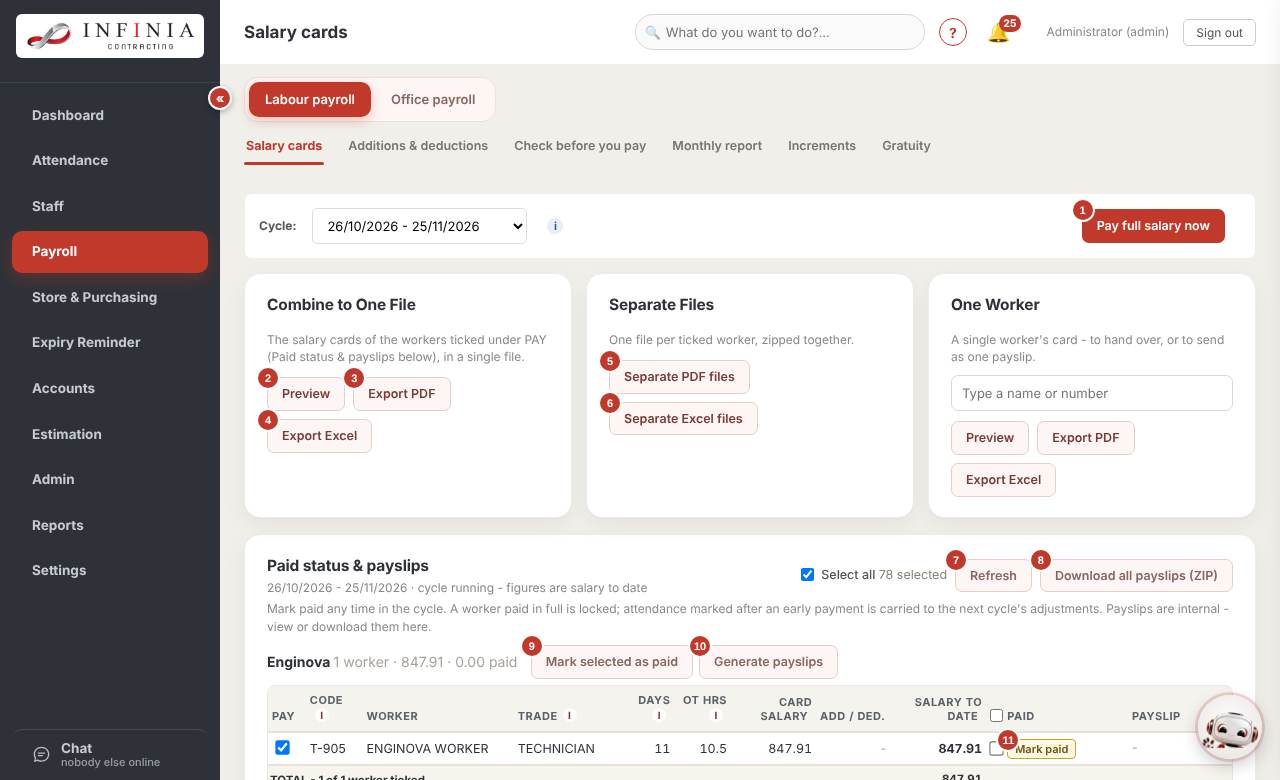 INFINIA
CONTRACTING
Salary cards
What do you want to do?...
?
25
Administrator (admin)
Sign out
«
Dashboard
Attendance
Staff
Payroll
Store & Purchasing
Expiry Reminder
Accounts
Estimation
Admin
Reports
Settings
Chat
nobody else online
Labour payroll
Office payroll
Salary cards
Additions & deductions
Check before you pay
Monthly report
Increments
Gratuity
Cycle:
26/10/2026 - 25/11/2026
i
1
Pay full salary now
Combine to One File
The salary cards of the workers ticked under PAY
(Paid status & payslips below), in a single file.
2
Preview
3
Export PDF
4
Export Excel
Separate Files
One file per ticked worker, zipped together.
5
Separate PDF files
6
Separate Excel files
One Worker
A single worker's card - to hand over, or to send
as one payslip.
Type a name or number
Preview
Export PDF
Export Excel
Paid status & payslips
26/10/2026 - 25/11/2026 · cycle running - figures are salary to date
Select all 78 selected
7
Refresh
8
Download all payslips (ZIP)
Mark paid any time in the cycle. A worker paid in full is locked; attendance marked after an early payment is carried to the next cycle's adjustments. Payslips are internal -
view or download them here.
Enginova 1 worker · 847.91 · 0.00 paid
9
Mark selected as paid
10
Generate payslips
PAY CODE I WORKER TRADE I DAYS I OT HRS I CARD SALARY ADD / DED. SALARY TO DATE PAID PAYSLIP
T-905 ENGINOVA WORKER TECHNICIAN 11 10.5 847.91 - 847.91 11 Mark paid -
TOTAL - 1 of 1 worker ticked 847.91